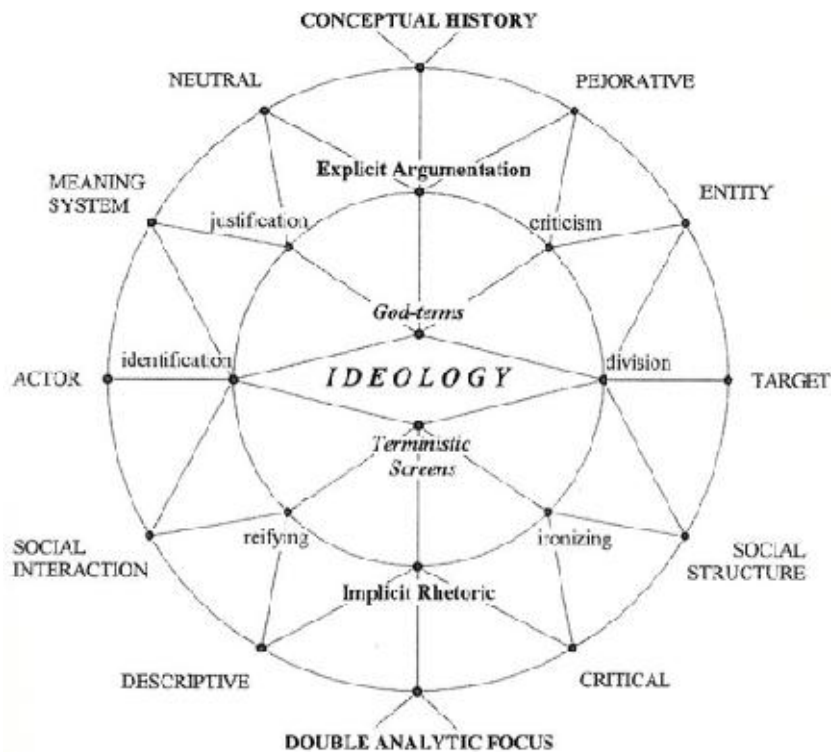 CONCEPTUAL HISTORY
NEUTRAL
PEJORATIVE
Explicit Argumentation
MEANING
SYSTEM
ENTITY
justification
criticism
God-terms
identification
division
ACTOR
IDEOLOGY
TARGET
Terministic
Screens
reifying
ironizing
SOCIAL
INTERACTION
SOCIAL
STRUCTURE
Implicit Rhetoric
DESCRIPTIVE
CRITICAL
DOUBLE ANALYTIC FOCUS